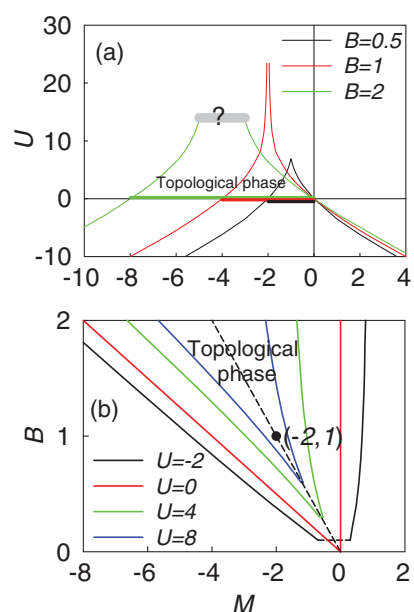 (a)
B=0.5
B=1
B=2
?
Topological phase
U
30
20
10
0
-10
-10 -8 -6 -4 -2 0 2 4
(b)
Topological
phase
(-2,1)
U=-2
U=0
U=4
U=8
B
2
1
0
-8 -6 -4 -2 0 2
M